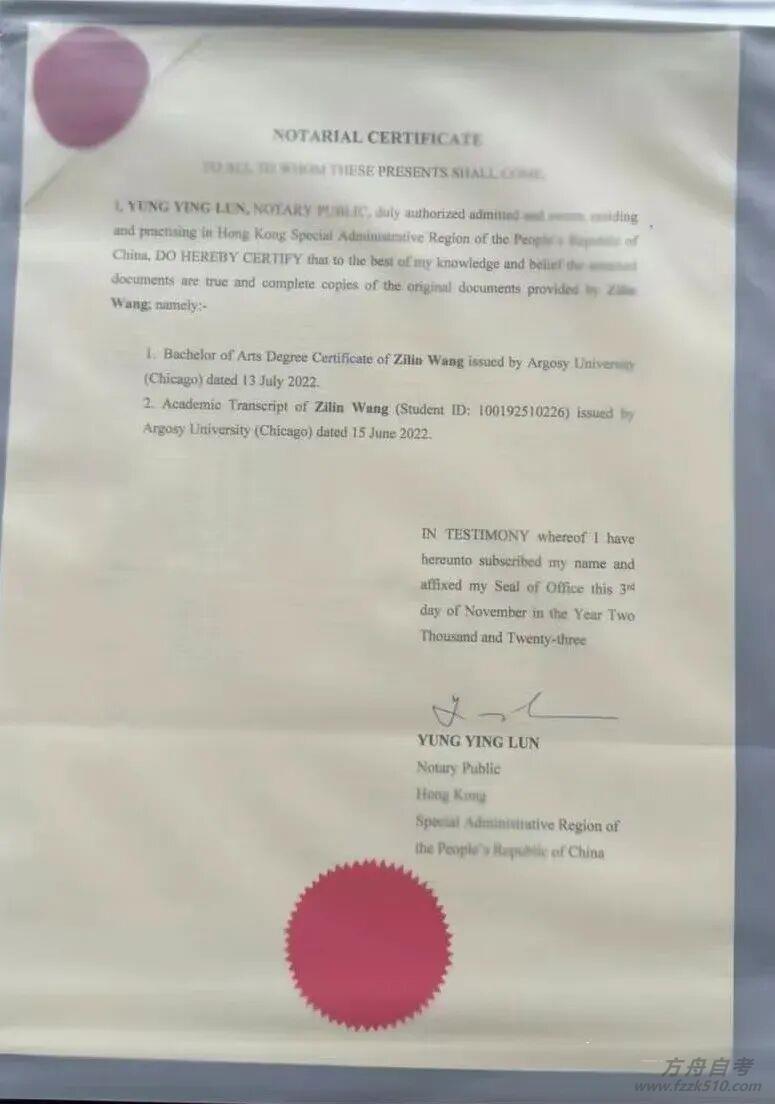 NOTARIAL CERTIFICATE
TO ALL TO WHOM THESE PRESENTS SHALL COME,
I, YUNG YING LUN, NOTARY PUBLIC, duly authorized admitted and sworn, residing
and practising in Hong Kong Special Administrative Region of the People's Republic of
China, DO HEREBY CERTIFY that to the best of my knowledge and belief the
documents are true and complete copies of the original documents provided by Zilin
Wang; namely:-
1. Bachelor of Arts Degree Certificate of Zilin Wang issued by Argosy University
(Chicago) dated 13 July 2022.
2. Academic Transcript of Zilin Wang (Student ID: 100192510226) issued by
Argosy University (Chicago) dated 15 June 2022.
IN TESTIMONY whereof I have
hereunto subscribed my name and
affixed my Seal of Office this 3rd
day of November in the Year Two
Thousand and Twenty-three
YUNG YING LUN
Notary Public
Hong Kong
Special Administrative Region of
the People's Republic of China
方舟自考
www.fzzk510.com